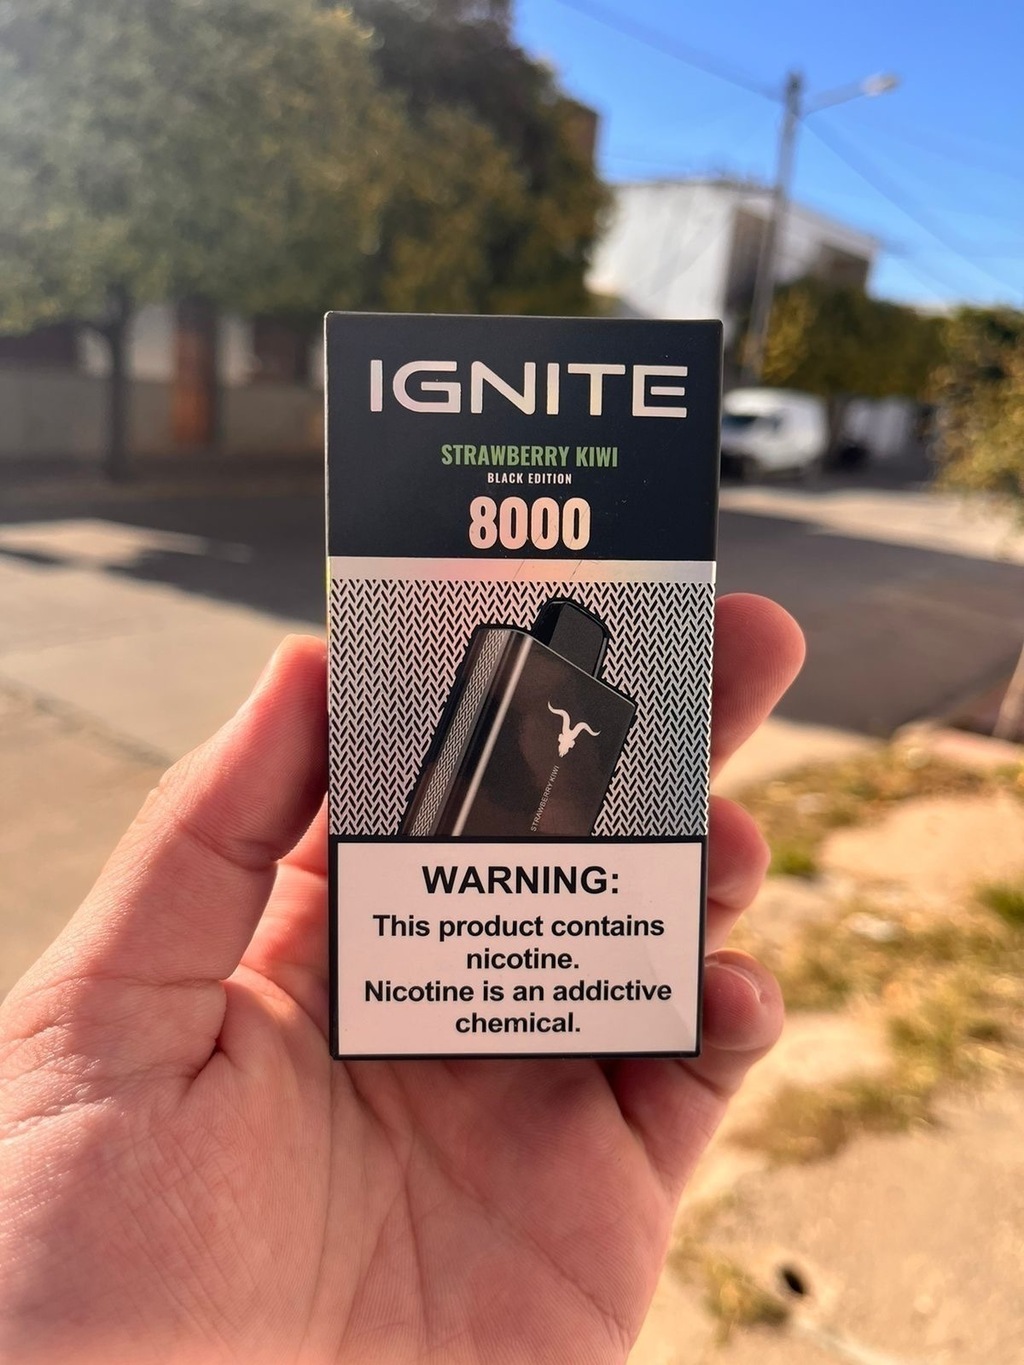 IGNITE
STRAWBERRY KIWI
BLACK EDITION
8000
STRAWBERRY KIWI
WARNING:
This product contains
nicotine.
Nicotine is an addictive
chemical.